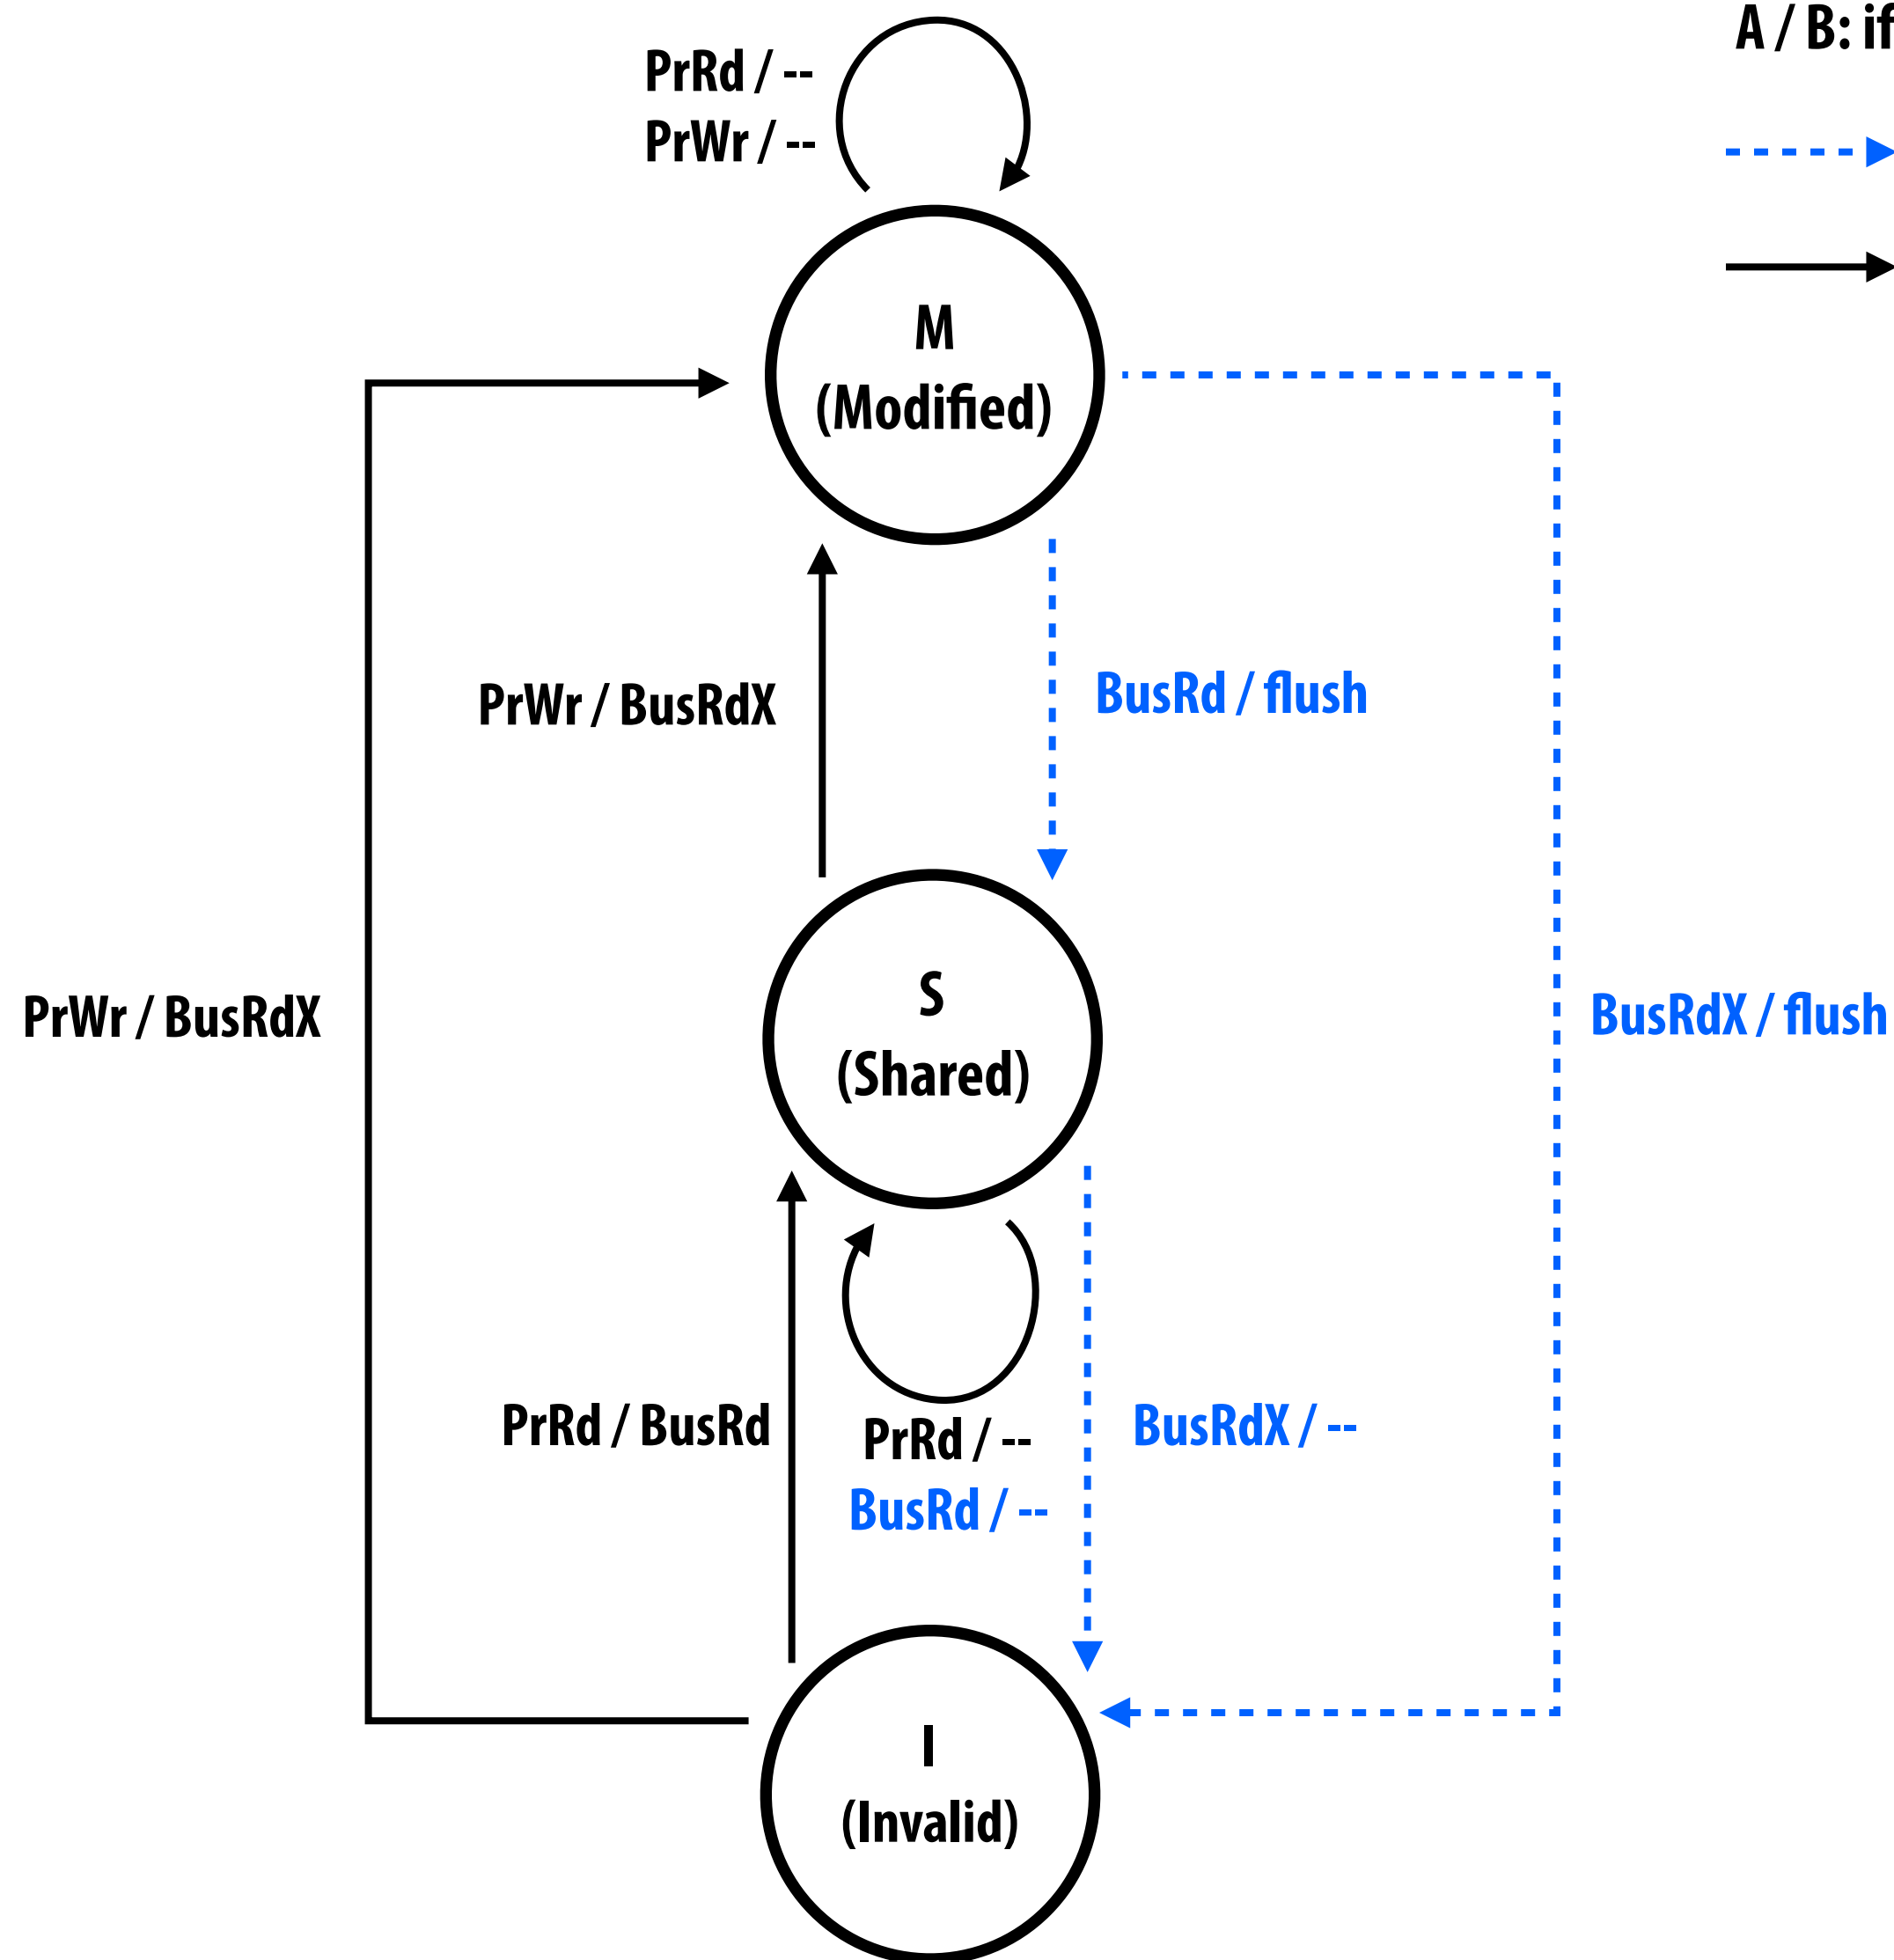 A / B: if
PrRd / --
PrWr / --
M
(Modified)
PrWr / BusRdX
BusRd / flush
S
(Shared)
PrWr / BusRdX
BusRdX / flush
PrRd / BusRd
PrRd / --
BusRdX / --
BusRd / --
I
(Invalid)